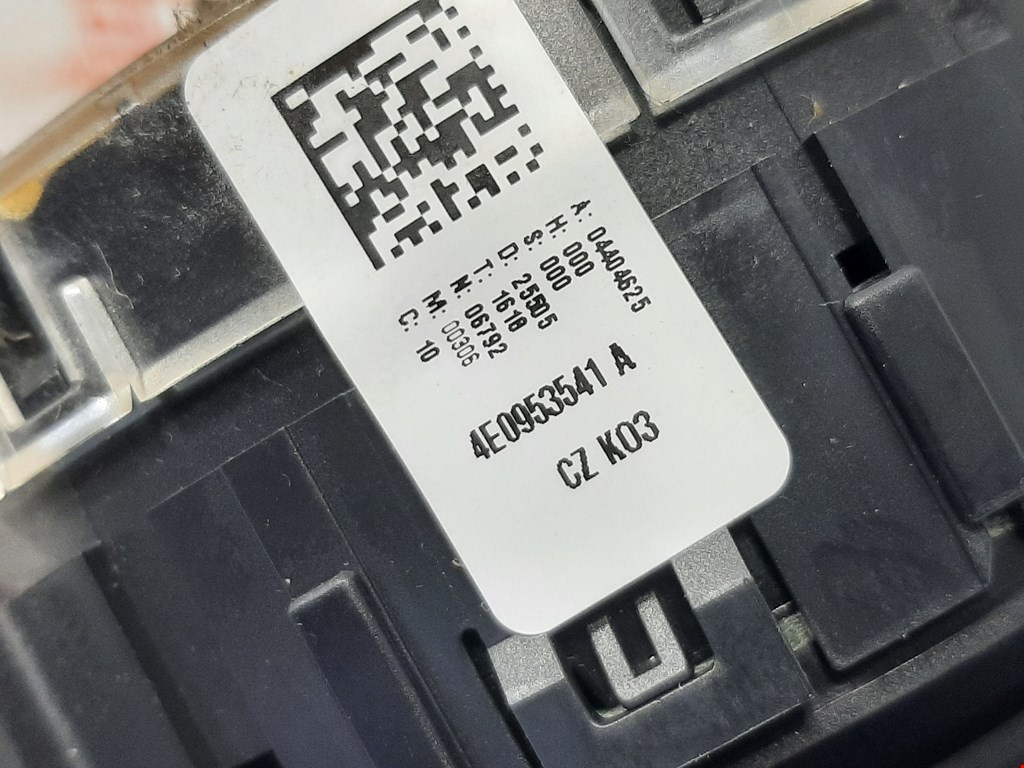 A: 04404625
H: 000
S: 000
D: 25505
T: 1618
N: 06792
M: 00306
C: 10
4E0953541 A
CZ K03